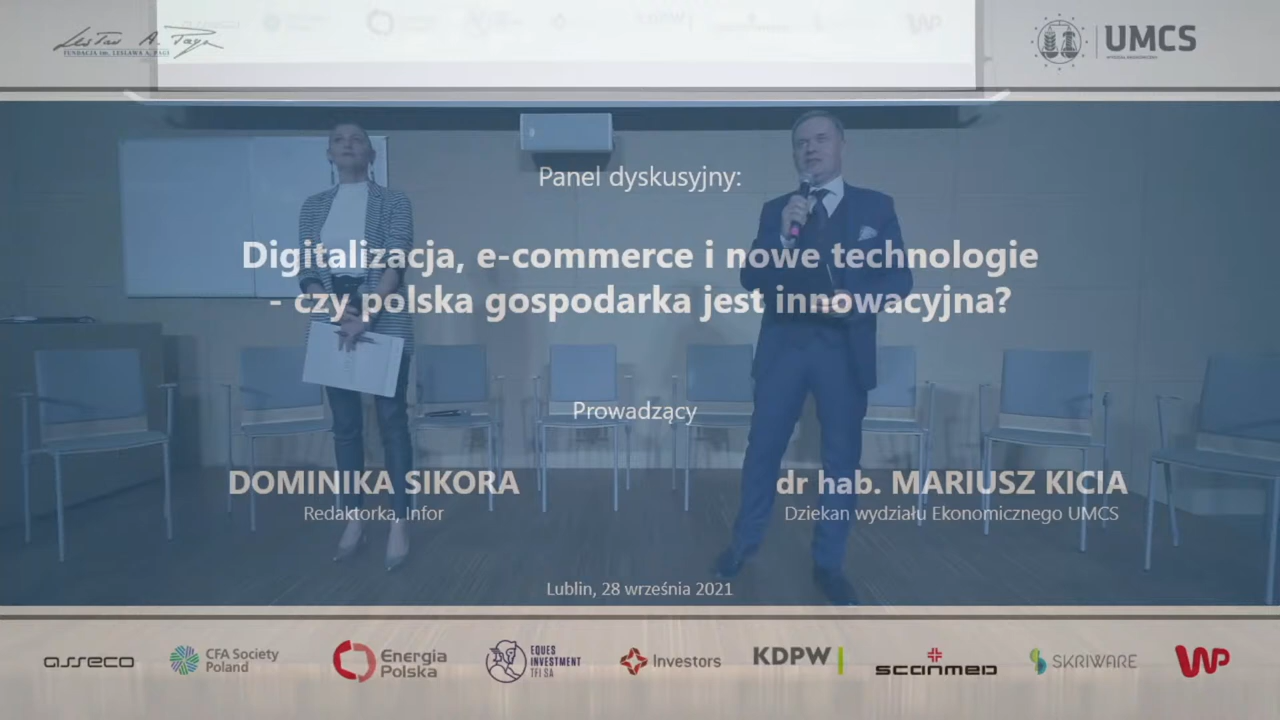 Lesław A. Paga
FUNDACJA IM. LESŁAWA A. PAGI
UMCS
Panel dyskusyjny:
Digitalizacja, e-commerce i nowe technologie
- czy polska gospodarka jest innowacyjna?
Prowadzący
DOMINIKA SIKORA
Redaktorka, Infor
dr hab. MARIUSZ KICIA
Dziekan wydziału Ekonomicznego UMCS
Lublin, 28 września 2021
asseco
CFA Society
Poland
Energia
Polska
EQUES
INVESTMENT
TFI SA
Investors
KDPW
scanmed
SKRIWARE
WP